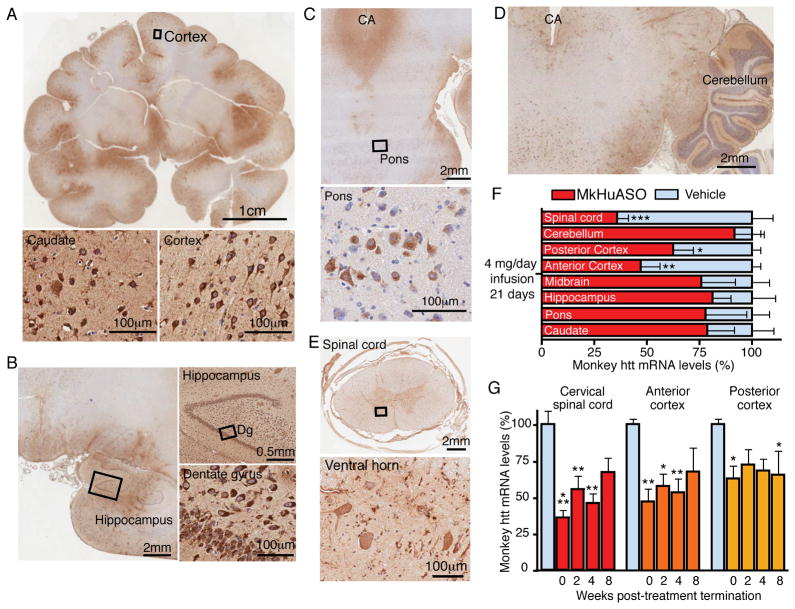 A
Cortex
1cm
Caudate
100µm
Cortex
100µm
B
Hippocampus
2mm
Hippocampus
Dg
0.5mm
Dentate gyrus
100µm
C
CA
Pons
2mm
Pons
100µm
D
CA
Cerebellum
2mm
E
Spinal cord
2mm
Ventral horn
100µm
F
MkHuASO
Vehicle
4 mg/day
infusion
21 days
Spinal cord ***
Cerebellum
Posterior Cortex *
Anterior Cortex **
Midbrain
Hippocampus
Pons
Caudate
0 25 50 75 100
Monkey htt mRNA levels (%)
G
Cervical
spinal cord
Anterior
cortex
Posterior
cortex
Monkey htt mRNA levels (%)
100
75
50
25
0
*
** ** **
** * **
* *
0 2 4 8 0 2 4 8 0 2 4 8
Weeks post-treatment termination